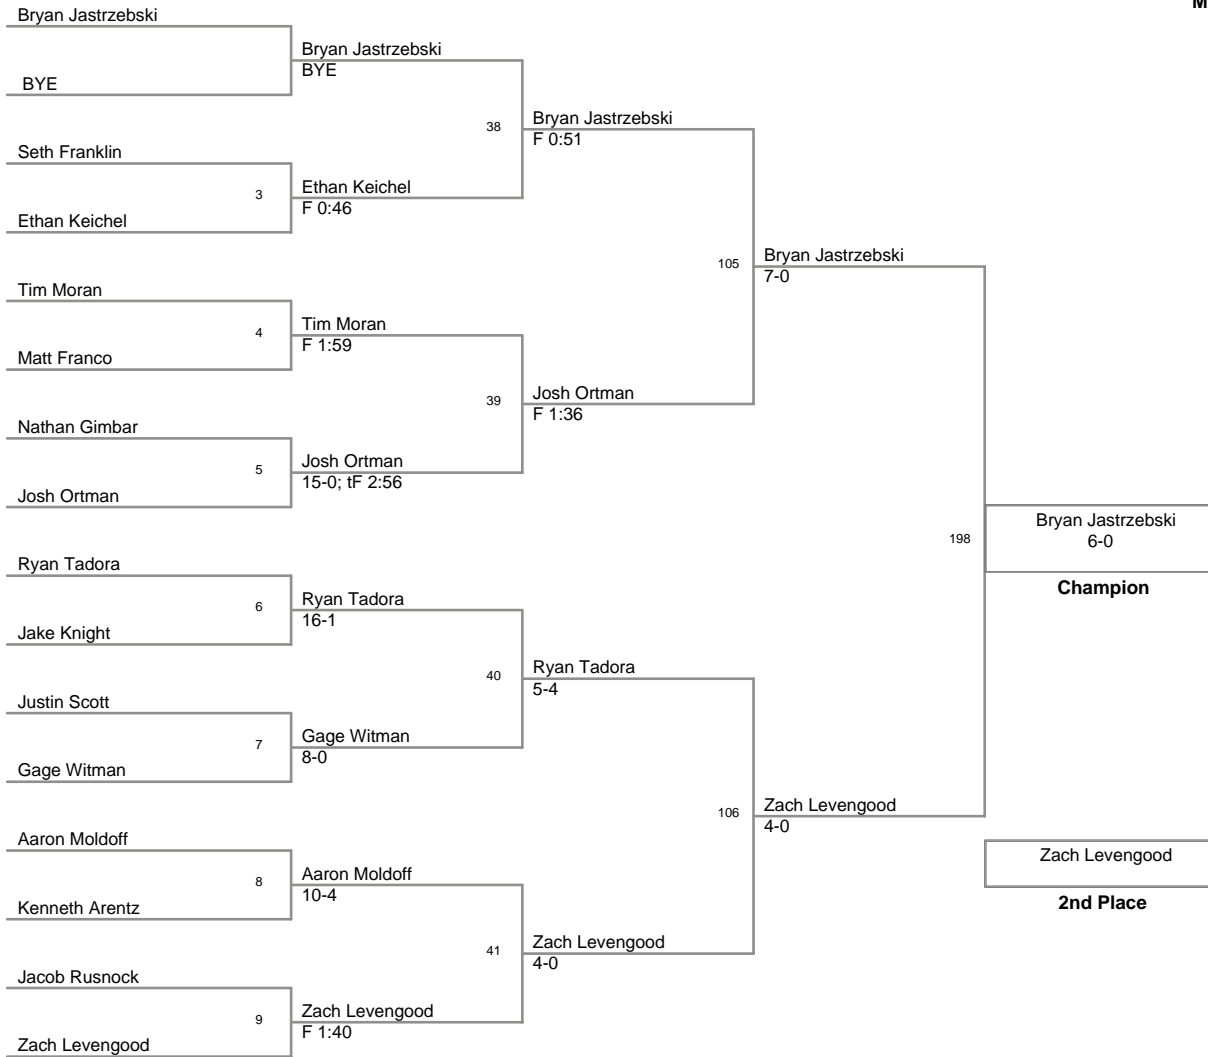 M
Bryan Jastrzebski
Bryan Jastrzebski
BYE
BYE
38
Bryan Jastrzebski
F 0:51
Seth Franklin
3
Ethan Keichel
F 0:46
Ethan Keichel
105
Bryan Jastrzebski
7-0
Tim Moran
4
Tim Moran
F 1:59
Matt Franco
39
Josh Ortman
F 1:36
Nathan Gimbar
5
Josh Ortman
15-0; tF 2:56
Josh Ortman
198
Bryan Jastrzebski
6-0
Champion
Ryan Tadora
6
Ryan Tadora
16-1
Jake Knight
40
Ryan Tadora
5-4
Justin Scott
7
Gage Witman
8-0
Gage Witman
106
Zach Levengood
4-0
Aaron Moldoff
8
Aaron Moldoff
10-4
Kenneth Arentz
Zach Levengood
2nd Place
41
Zach Levengood
4-0
Jacob Rusnock
9
Zach Levengood
F 1:40
Zach Levengood